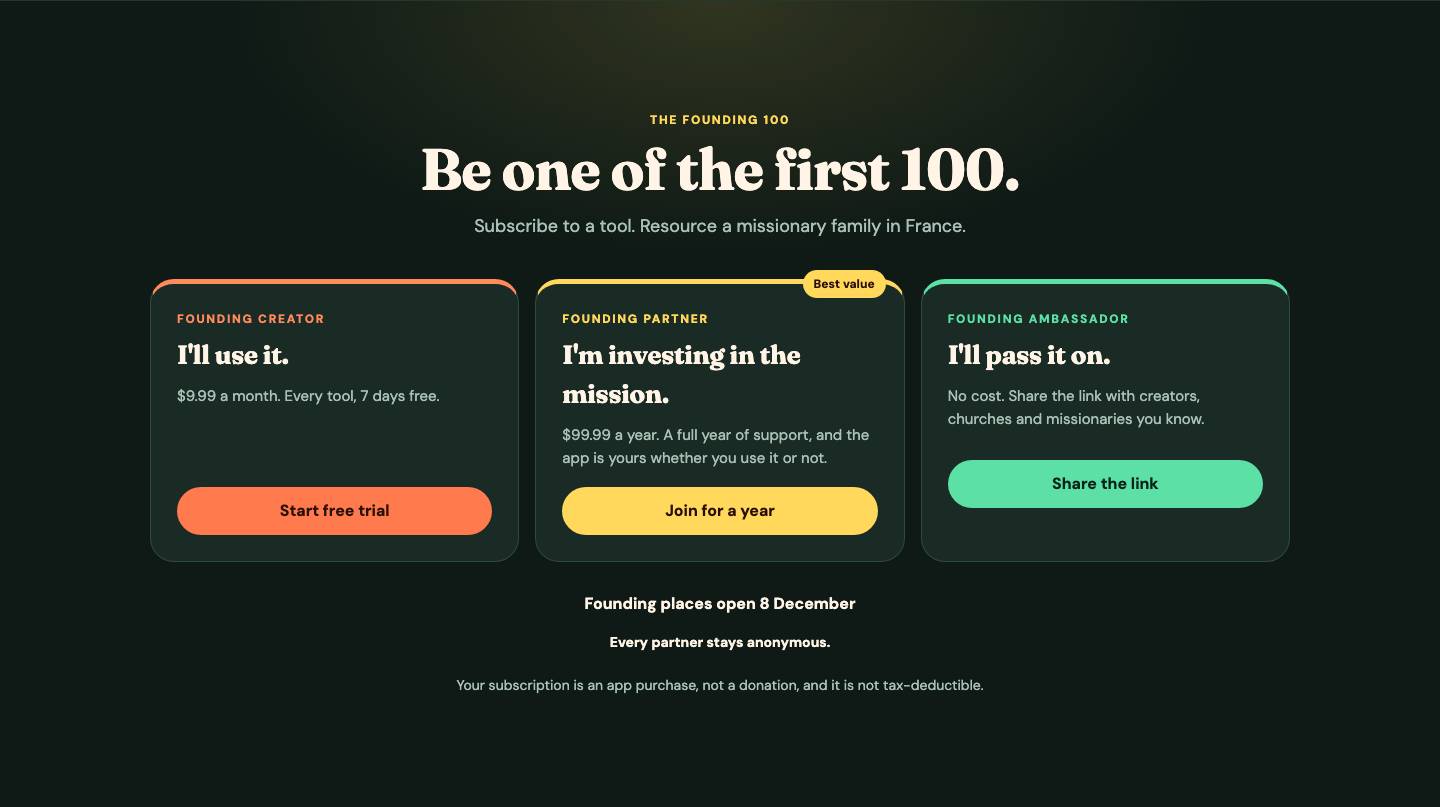 THE FOUNDING 100
Be one of the first 100.
Subscribe to a tool. Resource a missionary family in France.
FOUNDING CREATOR
I'll use it.
$9.99 a month. Every tool, 7 days free.
Start free trial
Best value
FOUNDING PARTNER
I'm investing in the
mission.
$99.99 a year. A full year of support, and the
app is yours whether you use it or not.
Join for a year
FOUNDING AMBASSADOR
I'll pass it on.
No cost. Share the link with creators,
churches and missionaries you know.
Share the link
Founding places open 8 December
Every partner stays anonymous.
Your subscription is an app purchase, not a donation, and it is not tax-deductible.